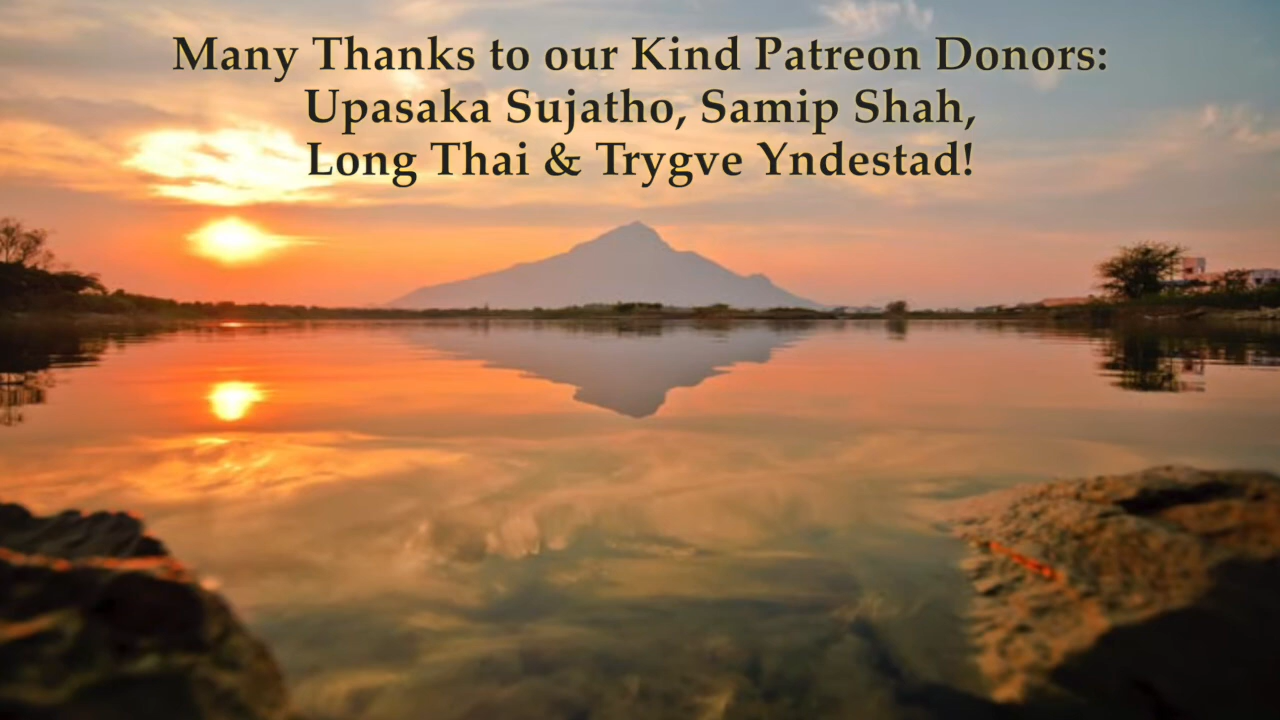 Many Thanks to our Kind Patreon Donors:
Upasaka Sujatho, Samip Shah,
Long Thai & Trygve Yndestad!